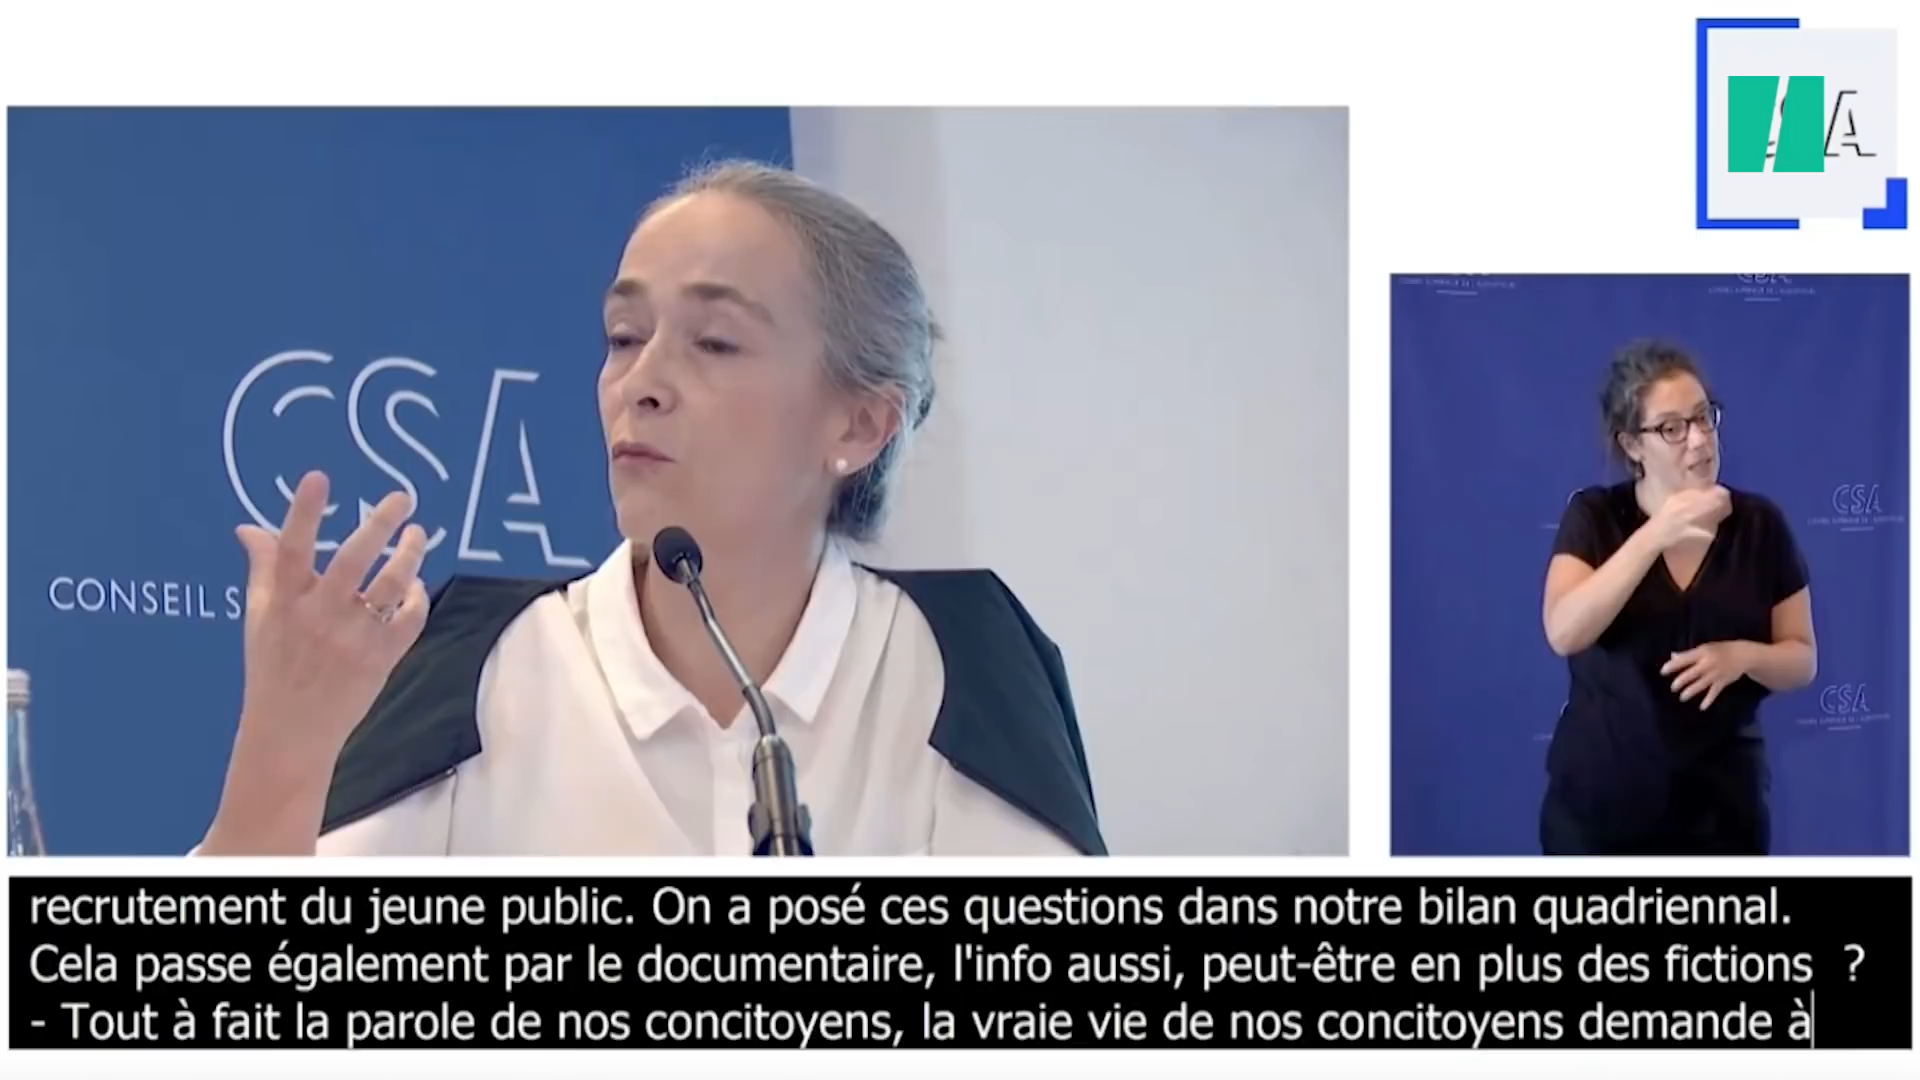 A
CSA
CONSEIL S
CSA
CSA
CSA
recrutement du jeune public. On a posé ces questions dans notre bilan quadriennal.
Cela passe également par le documentaire, l'info aussi, peut-être en plus des fictions ?
- Tout à fait la parole de nos concitoyens, la vraie vie de nos concitoyens demande à